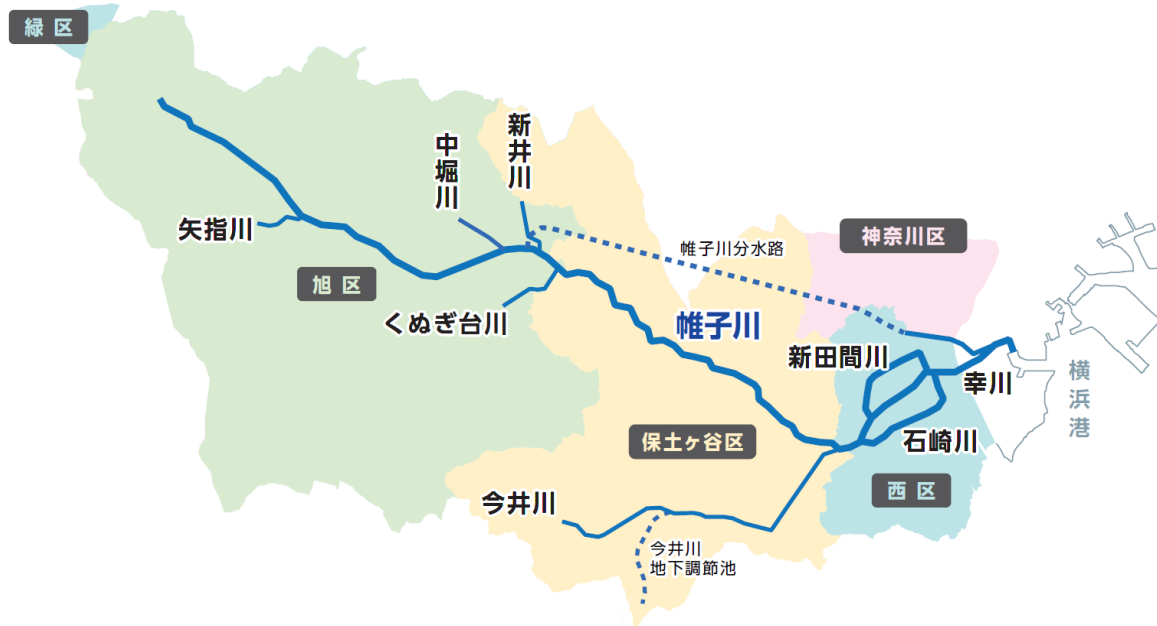 緑 区
新井川
中堀川
矢指川
旭 区
くぬぎ台川
帷子川分水路
神奈川区
帷子川
新田間川
幸川
横浜港
保土ヶ谷区
石崎川
西 区
今井川
今井川
地下調節池